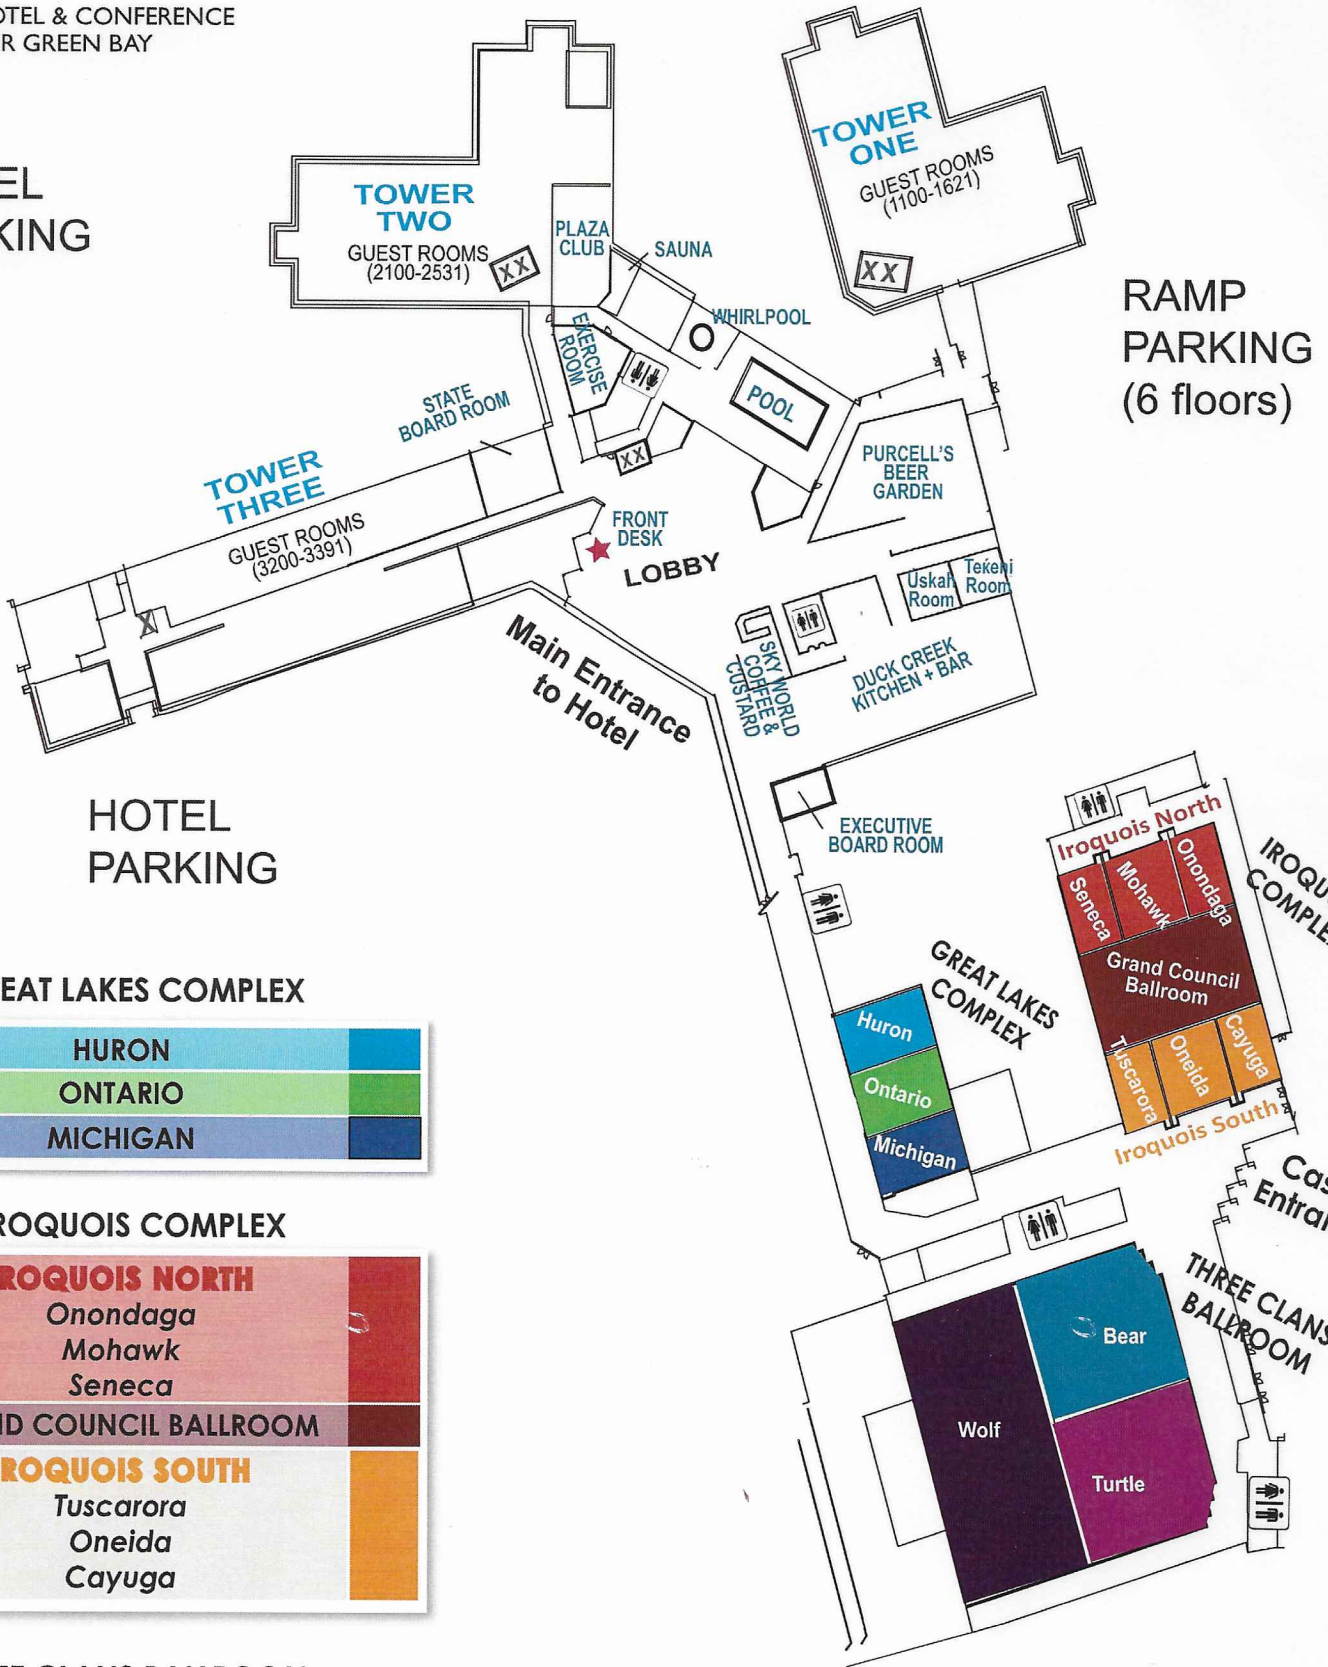 OTEL & CONFERENCE
R GREEN BAY
EL
KING
TOWER
TWO
GUEST ROOMS
(2100-2531)
XX
PLAZA
CLUB
SAUNA
WHIRLPOOL
EXERCISE
ROOM
POOL
TOWER
ONE
GUEST ROOMS
(1100-1621)
XX
RAMP
PARKING
(6 floors)
STATE
BOARD ROOM
XX
TOWER
THREE
GUEST ROOMS
(3200-3391)
X
FRONT
DESK
LOBBY
PURCELL'S
BEER
GARDEN
Uskah
Room
Tekeni
Room
Main Entrance
to Hotel
SKY WORLD
COFFEE &
CUSTARD
DUCK CREEK
KITCHEN + BAR
HOTEL
PARKING
EXECUTIVE
BOARD ROOM
Iroquois North
Seneca
Mohawk
Onondaga
Grand Council
Ballroom
Tuscarora
Oneida
Cayuga
Iroquois South
IROQU
COMPLE
GREAT LAKES
COMPLEX
Huron
Ontario
Michigan
Cas
Entra
THREE CLANS
BALLROOM
Bear
Wolf
Turtle
EAT LAKES COMPLEX
HURON
ONTARIO
MICHIGAN
ROQUOIS COMPLEX
ROQUOIS NORTH
Onondaga
Mohawk
Seneca
ND COUNCIL BALLROOM
ROQUOIS SOUTH
Tuscarora
Oneida
Cayuga